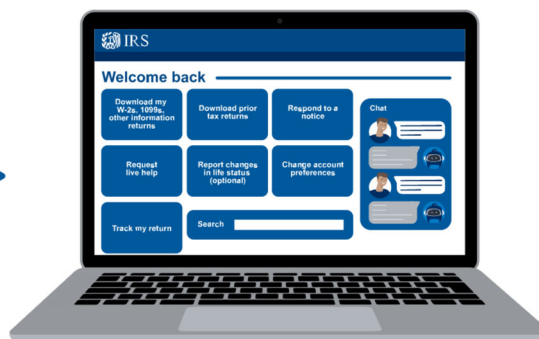 IRS
Welcome back
Download my
W-2s, 1099s,
other information
returns
Download prior
tax returns
Respond to a
notice
Chat
Request
live help
Report changes
in life status
(optional)
Change account
preferences
Track my return
Search